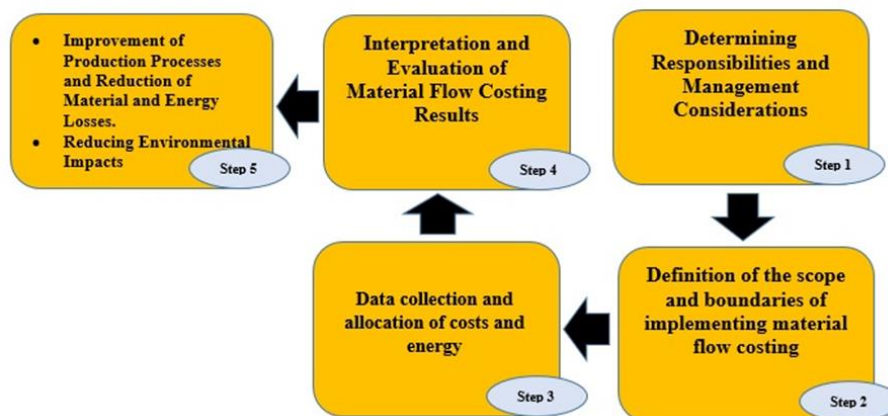 Determining
Responsibilities and
Management
Considerations
Step 1
Definition of the scope
and boundaries of
implementing material
flow costing
Step 2
Data collection and
allocation of costs and
energy
Step 3
Interpretation and
Evaluation of
Material Flow Costing
Results
Step 4
• Improvement of
Production Processes
and Reduction of
Material and Energy
Losses.
• Reducing Environmental
Impacts
Step 5